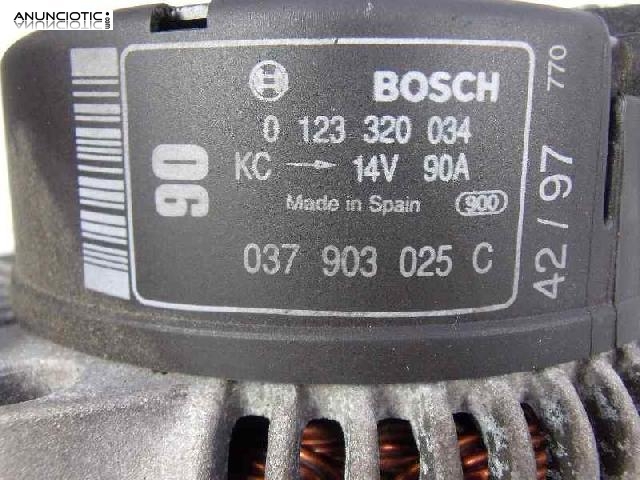 ANUNCIOTIC.com
BOSCH
0 123 320 034
KC → 14V 90A
Made in Spain 900
037 903 025 C
90
42/97 770